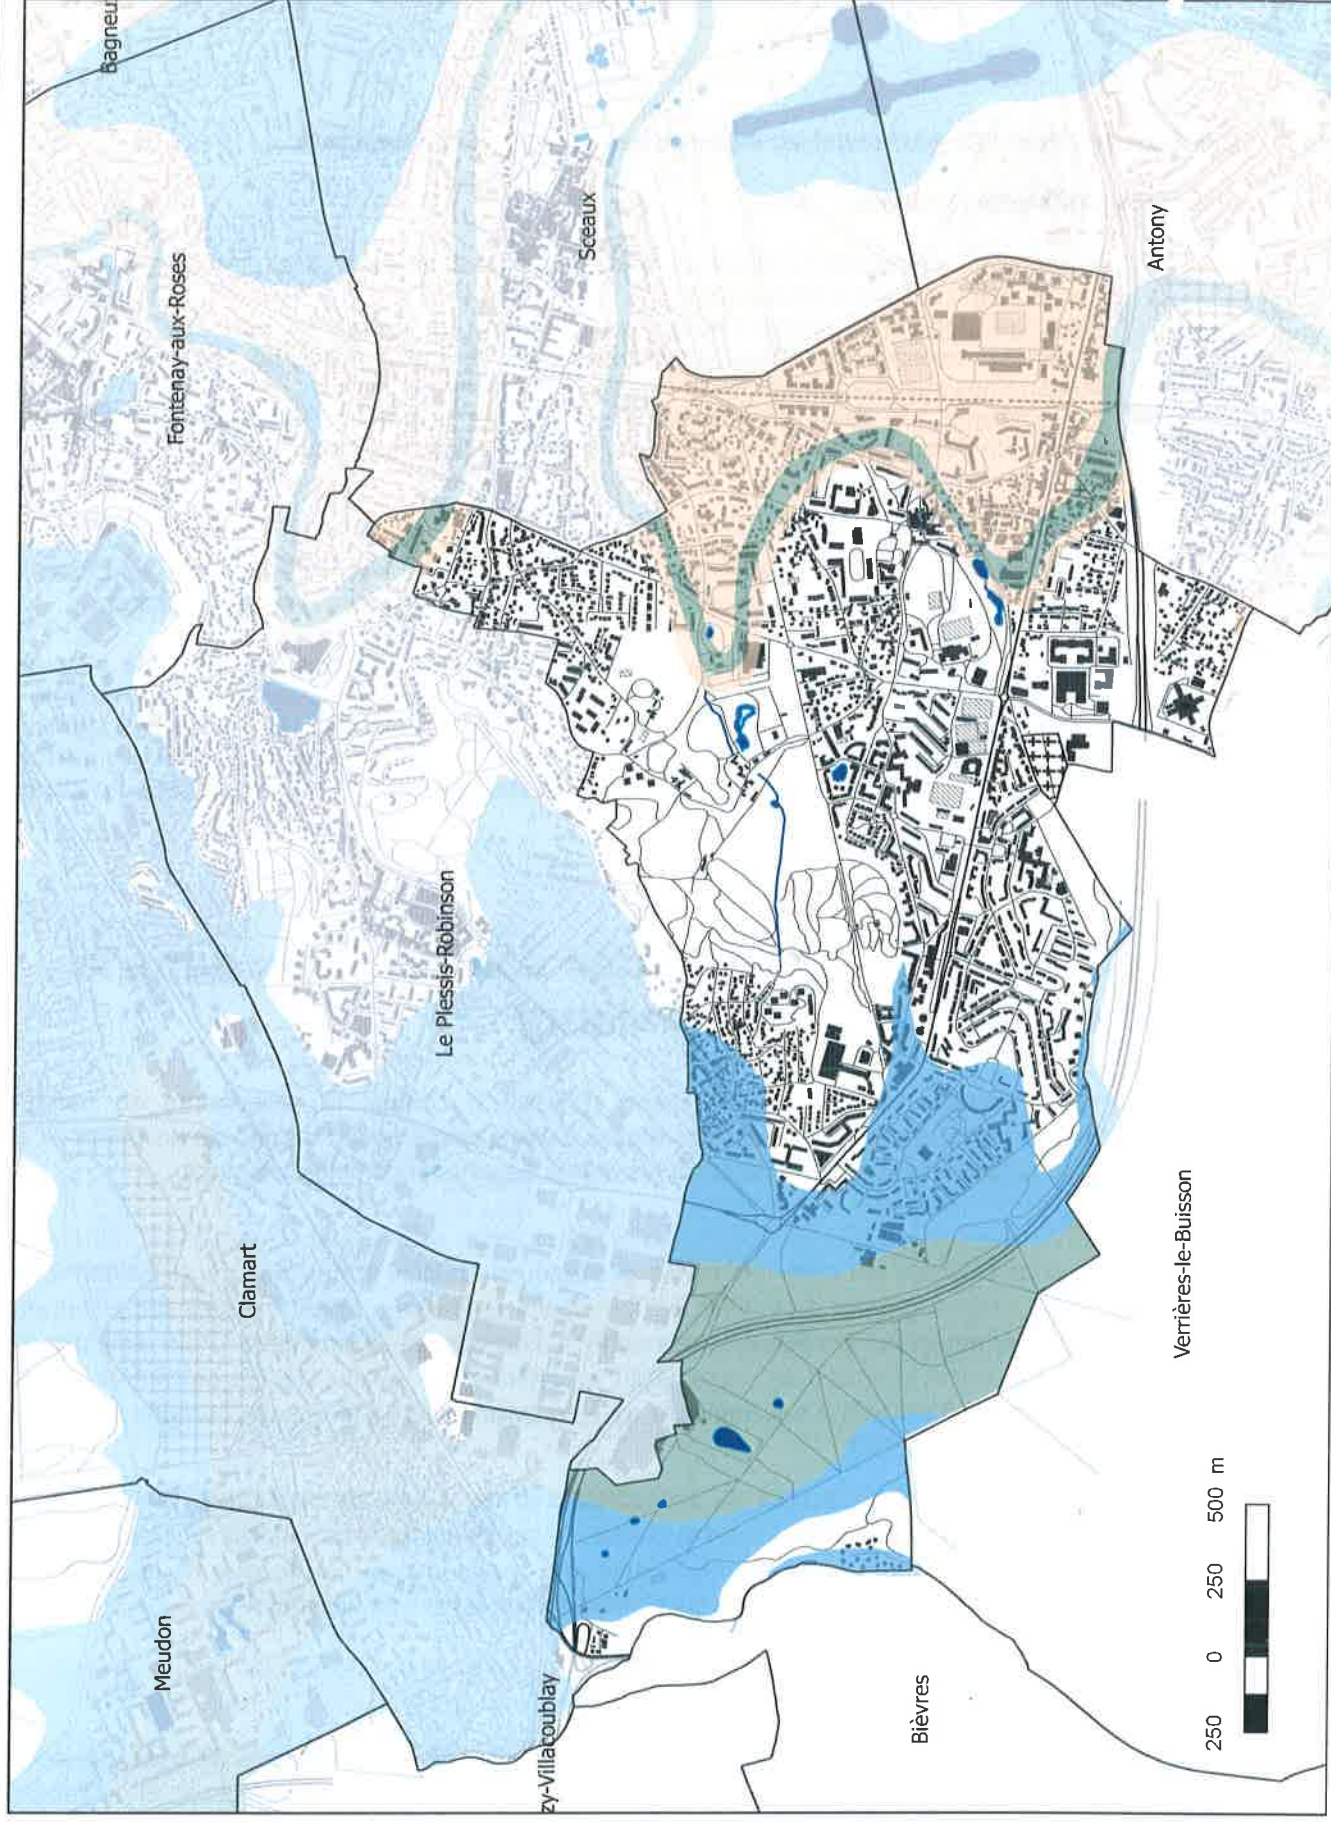 Bagneu
Meudon
Fontenay-aux-Roses
Clamart
Le Plessis-Robinson
zy-Villacoublay
Sceaux
Bièvres
Antony
Verrières-le-Buisson
250 0 250 500 m